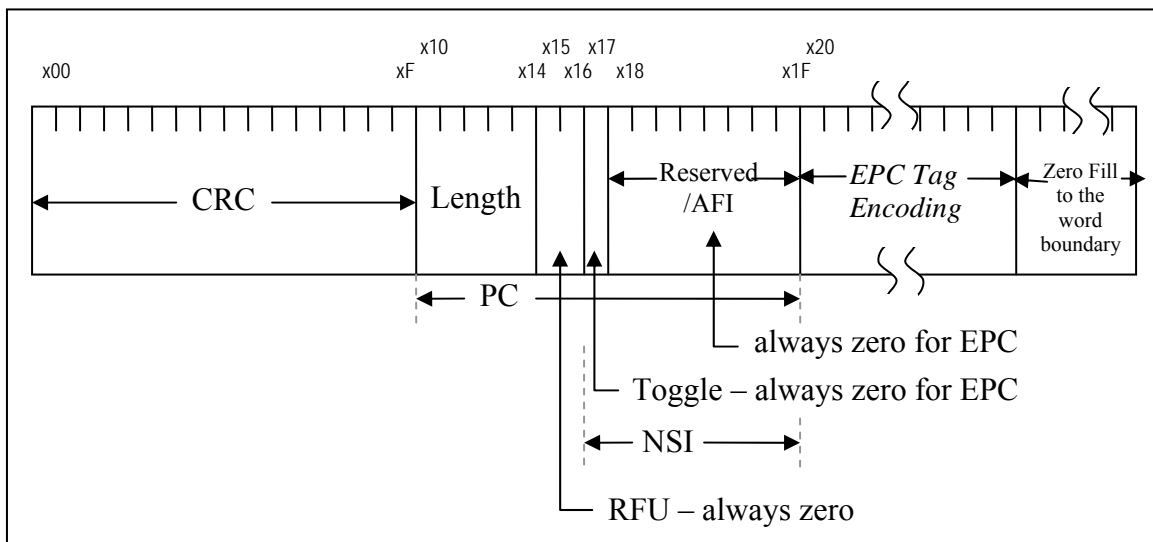 x10 x15 x17 x20
x00 xF x14 x16 x18 x1F
CRC
Length
Reserved
/AFI
EPC Tag
Encoding
Zero Fill
to the
word
boundary
PC
always zero for EPC
Toggle – always zero for EPC
NSI
RFU – always zero